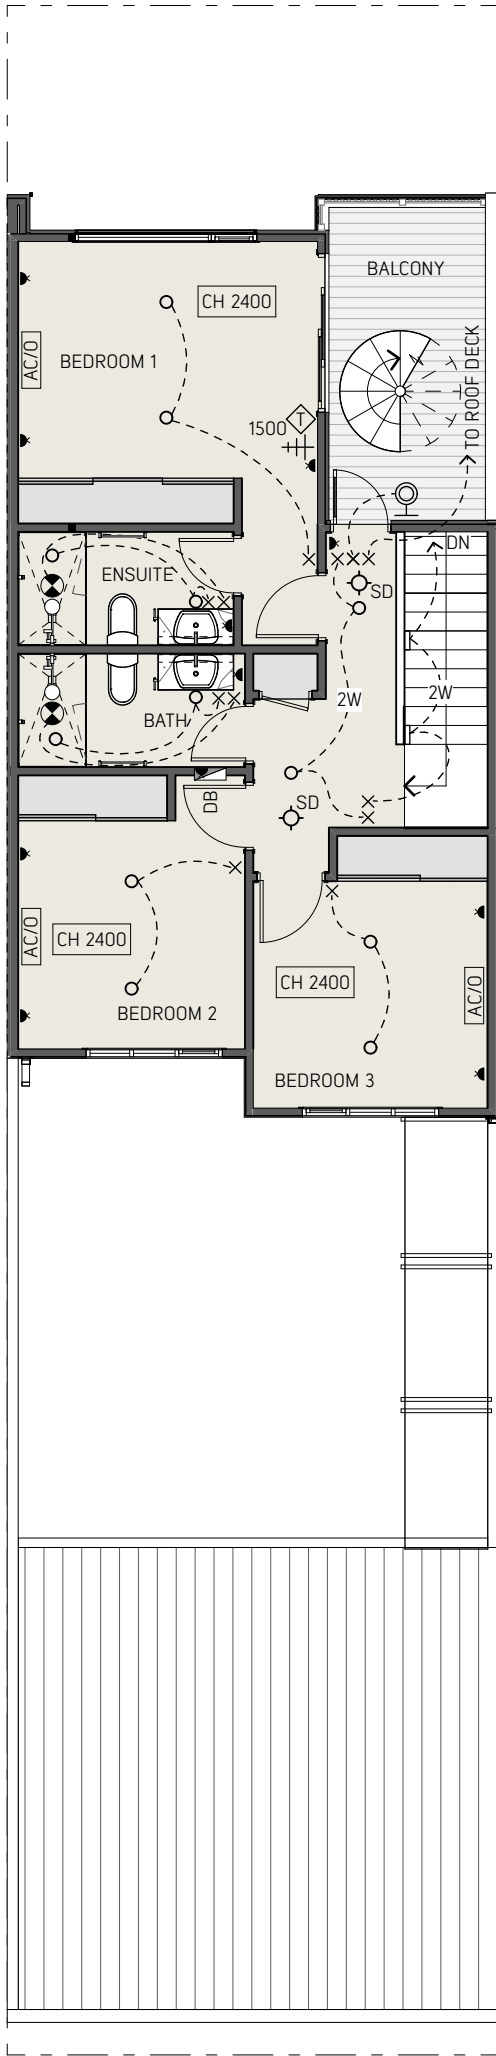 BALCONY
CH 2400
AC/O
BEDROOM 1
TO ROOF DECK
T
1500
DN
ENSUITE
SD
2W
2W
BATH
DB
SD
AC/O
CH 2400
CH 2400
AC/O
BEDROOM 2
BEDROOM 3